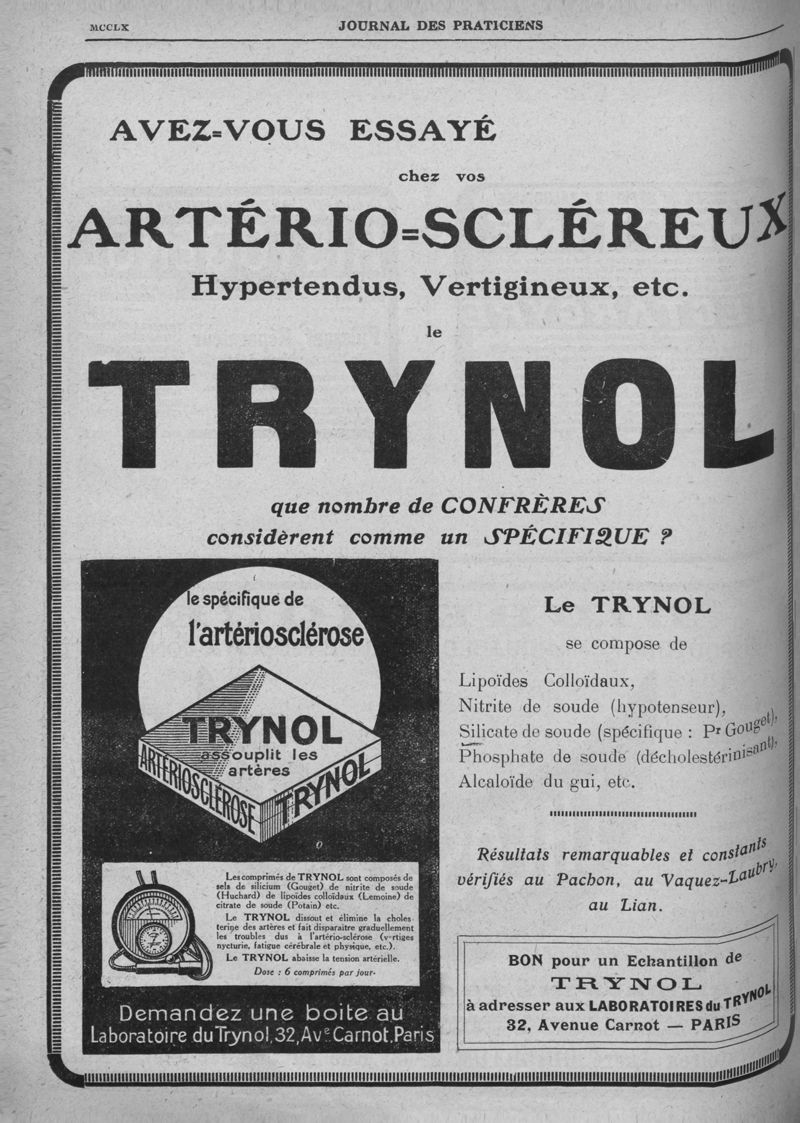 MCCLX
JOURNAL DES PRATICIENS
AVEZ=VOUS ESSAYÉ
chez vos
ARTÉRIO=SCLÉREUX
Hypertendus, Vertigineux, etc.
le
TRYNOL
que nombre de CONFRÈRES
considèrent comme un SPÉCIFIQUE ?
le spécifique de
l'artériosclérose
TRYNOL
assouplit les
artères
ARTÉRIOSCLÉROSE TRYNOL
Les comprimés de TRYNOL sont composés de
sels de silicium (Gouget) de nitrite de soude
(Huchard) de lipoïdes colloïdaux (Lemoine) de
citrate de soude (Potain) etc.
Le TRYNOL dissout et élimine la choles
terine des artères et fait disparaitre graduellement
les troubles dus à l'artério-sclérose (vertiges
nycturie, fatigue cérébrale et physique, etc.).
Le TRYNOL abaisse la tension artérielle.
Dose : 6 comprimés par jour-
Demandez une boite au
Laboratoire du Trynol, 32, Ave Carnot, Paris
Le TRYNOL
se compose de
Lipoïdes Colloïdaux,
Nitrite de soude (hypotenseur),
Silicate de soude (spécifique : Pr Gouget),
Phosphate de soude (décholestérinisant),
Alcaloïde du gui, etc.
Résultats remarquables et constants
vérifiés au Pachon, au Vaquez-Laubry,
au Lian.
BON pour un Echantillon de
TRYNOL
à adresser aux LABORATOIRES du TRYNOL
32, Avenue Carnot — PARIS